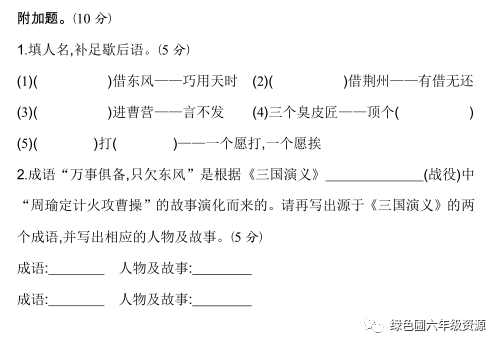 附加题。(10 分)
1.填人名,补足歇后语。(5 分)
(1)(          )借东风——巧用天时 (2)(          )借荆州——有借无还
(3)(          )进曹营——言不发 (4)三个臭皮匠——顶个(          )
(5)(        )打(        )——一个愿打,一个愿挨
2.成语“万事俱备,只欠东风”是根据《三国演义》______________(战役)中
“周瑜定计火攻曹操”的故事演化而来的。请再写出源于《三国演义》的两
个成语,并写出相应的人物及故事。(5 分)
成语:________ 人物及故事:________
成语:________ 人物及故事:________
绿色圃六年级资源